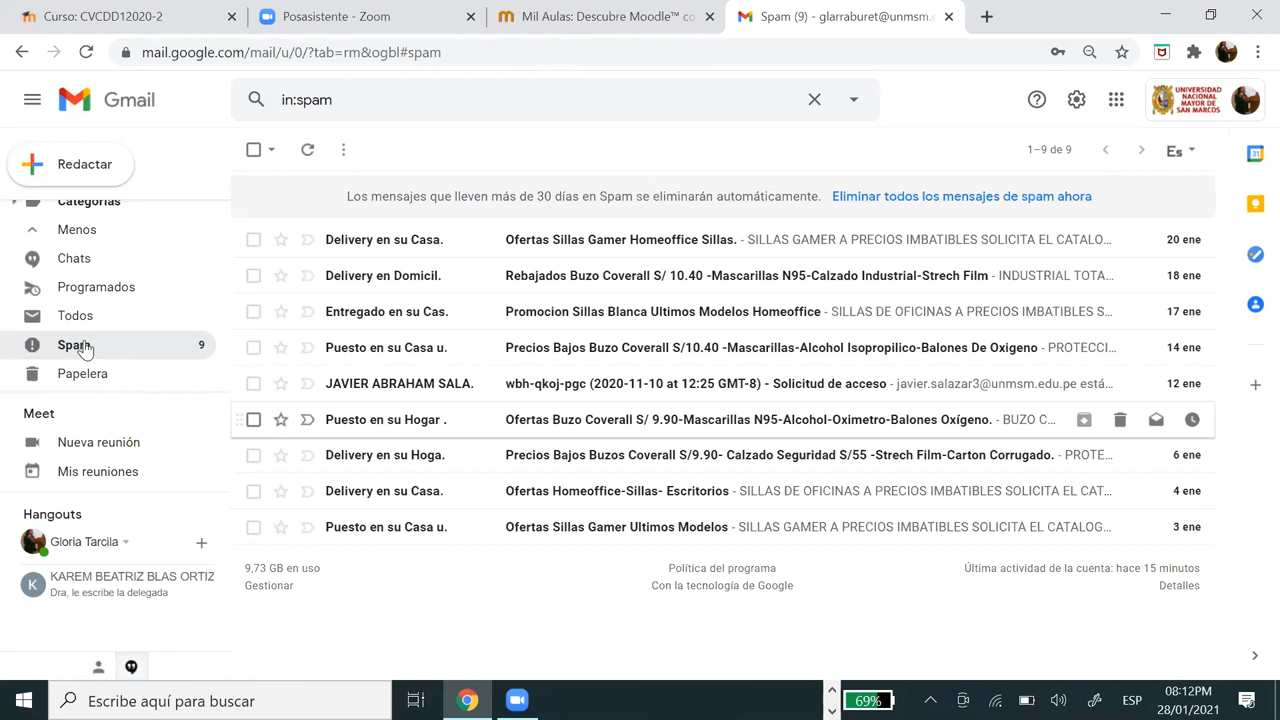 Curso: CVCDD12020-2
Posasistente - Zoom
Mil Aulas: Descubre Moodle™ co
Spam (9) - glarraburet@unmsm.e
mail.google.com/mail/u/0/?tab=rm&ogbl#spam
Gmail
in:spam
UNIVERSIDAD
NACIONAL
MAYOR DE
SAN MARCOS
Redactar
1–9 de 9
Es
Los mensajes que lleven más de 30 días en Spam se eliminarán automáticamente. Eliminar todos los mensajes de spam ahora
Categorías
Menos
Chats
Programados
Todos
Spam 9
Papelera
Meet
Nueva reunión
Mis reuniones
Hangouts
Gloria Tarcila
K
KAREM BEATRIZ BLAS ORTIZ
Dra, le escribe la delegada
Delivery en su Casa. Ofertas Sillas Gamer Homeoffice Sillas. - SILLAS GAMER A PRECIOS IMBATIBLES SOLICITA EL CATALO... 20 ene
Delivery en Domicil. Rebajados Buzo Coverall S/ 10.40 -Mascarillas N95-Calzado Industrial-Strech Film - INDUSTRIAL TOTA... 18 ene
Entregado en su Cas. Promocion Sillas Blanca Ultimos Modelos Homeoffice - SILLAS DE OFICINAS A PRECIOS IMBATIBLES S... 17 ene
Puesto en su Casa u. Precios Bajos Buzo Coverall S/10.40 -Mascarillas-Alcohol Isopropilico-Balones De Oxigeno - PROTECCI... 14 ene
JAVIER ABRAHAM SALA. wbh-qkoj-pgc (2020-11-10 at 12:25 GMT-8) - Solicitud de acceso - javier.salazar3@unmsm.edu.pe está... 12 ene
Puesto en su Hogar . Ofertas Buzo Coverall S/ 9.90-Mascarillas N95-Alcohol-Oximetro-Balones Oxígeno. - BUZO C...
Delivery en su Hoga. Precios Bajos Buzos Coverall S/9.90- Calzado Seguridad S/55 -Strech Film-Carton Corrugado. - PROTE... 6 ene
Delivery en su Casa. Ofertas Homeoffice-Sillas- Escritorios - SILLAS DE OFICINAS A PRECIOS IMBATIBLES SOLICITA EL CAT... 4 ene
Puesto en su Casa u. Ofertas Sillas Gamer Ultimos Modelos - SILLAS GAMER A PRECIOS IMBATIBLES SOLICITA EL CATALOG... 3 ene
9,73 GB en uso
Gestionar
Política del programa
Con la tecnología de Google
Última actividad de la cuenta: hace 15 minutos
Detalles
31
Escribe aquí para buscar
69%
ESP
08:12PM
28/01/2021